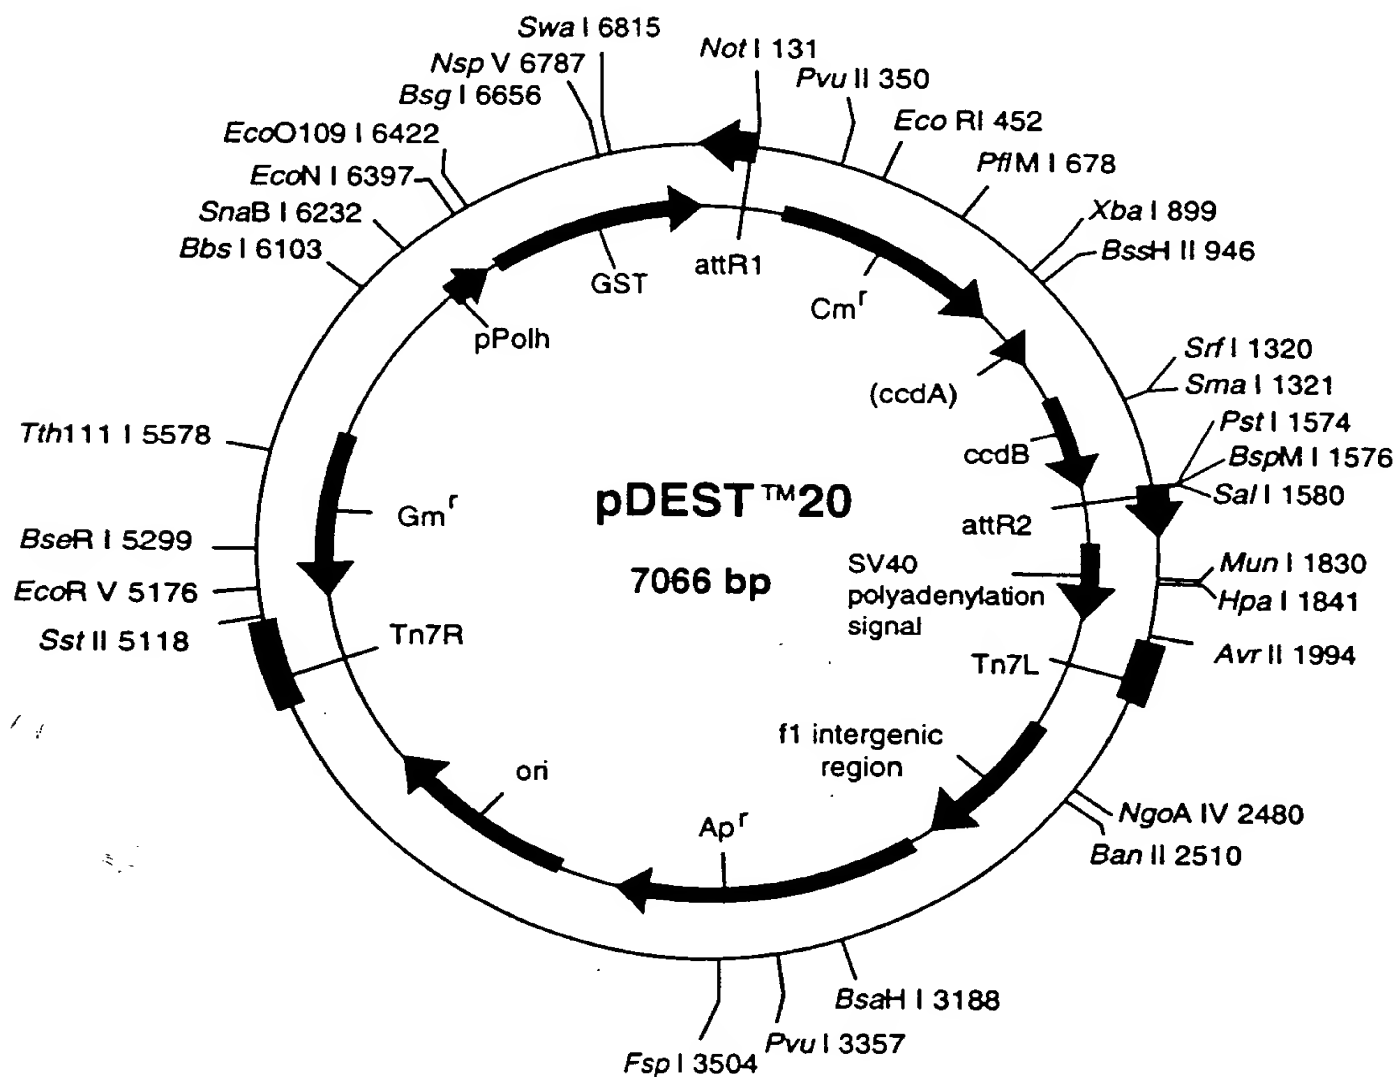 Swa I 6815
Nsp V 6787
Bsg I 6656
EcoO109 I 6422
EcoN I 6397
SnaB I 6232
Bbs I 6103
Not I 131
Pvu II 350
Eco RI 452
PflM I 678
Xba I 899
BssH II 946
Srf I 1320
Sma I 1321
Pst I 1574
BspM I 1576
Sal I 1580
Mun I 1830
Hpa I 1841
Avr II 1994
NgoA IV 2480
Ban II 2510
BsaH I 3188
Pvu I 3357
Fsp I 3504
Tth111 I 5578
BseR I 5299
EcoR V 5176
Sst II 5118
GST
attR1
Cmr
pPolh
(ccdA)
ccdB
attR2
Gmr
pDEST™20
7066 bp
SV40
polyadenylation
signal
Tn7R
Tn7L
f1 intergenic
region
ori
Apr